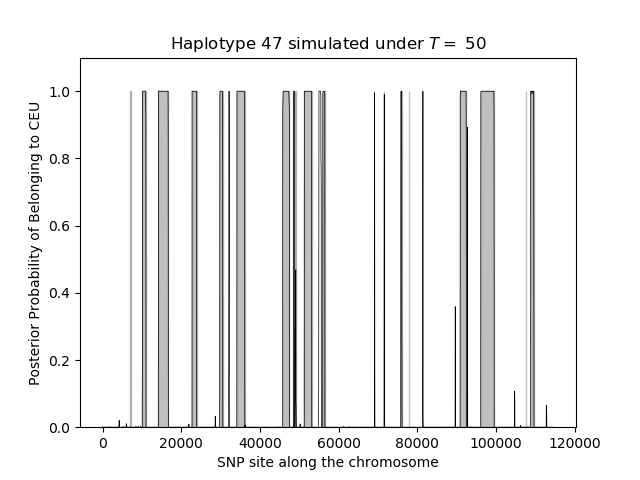 Haplotype 47 simulated under T = 50
Posterior Probability of Belonging to CEU
1.0
0.8
0.6
0.4
0.2
0.0
0 20000 40000 60000 80000 100000 120000
SNP site along the chromosome